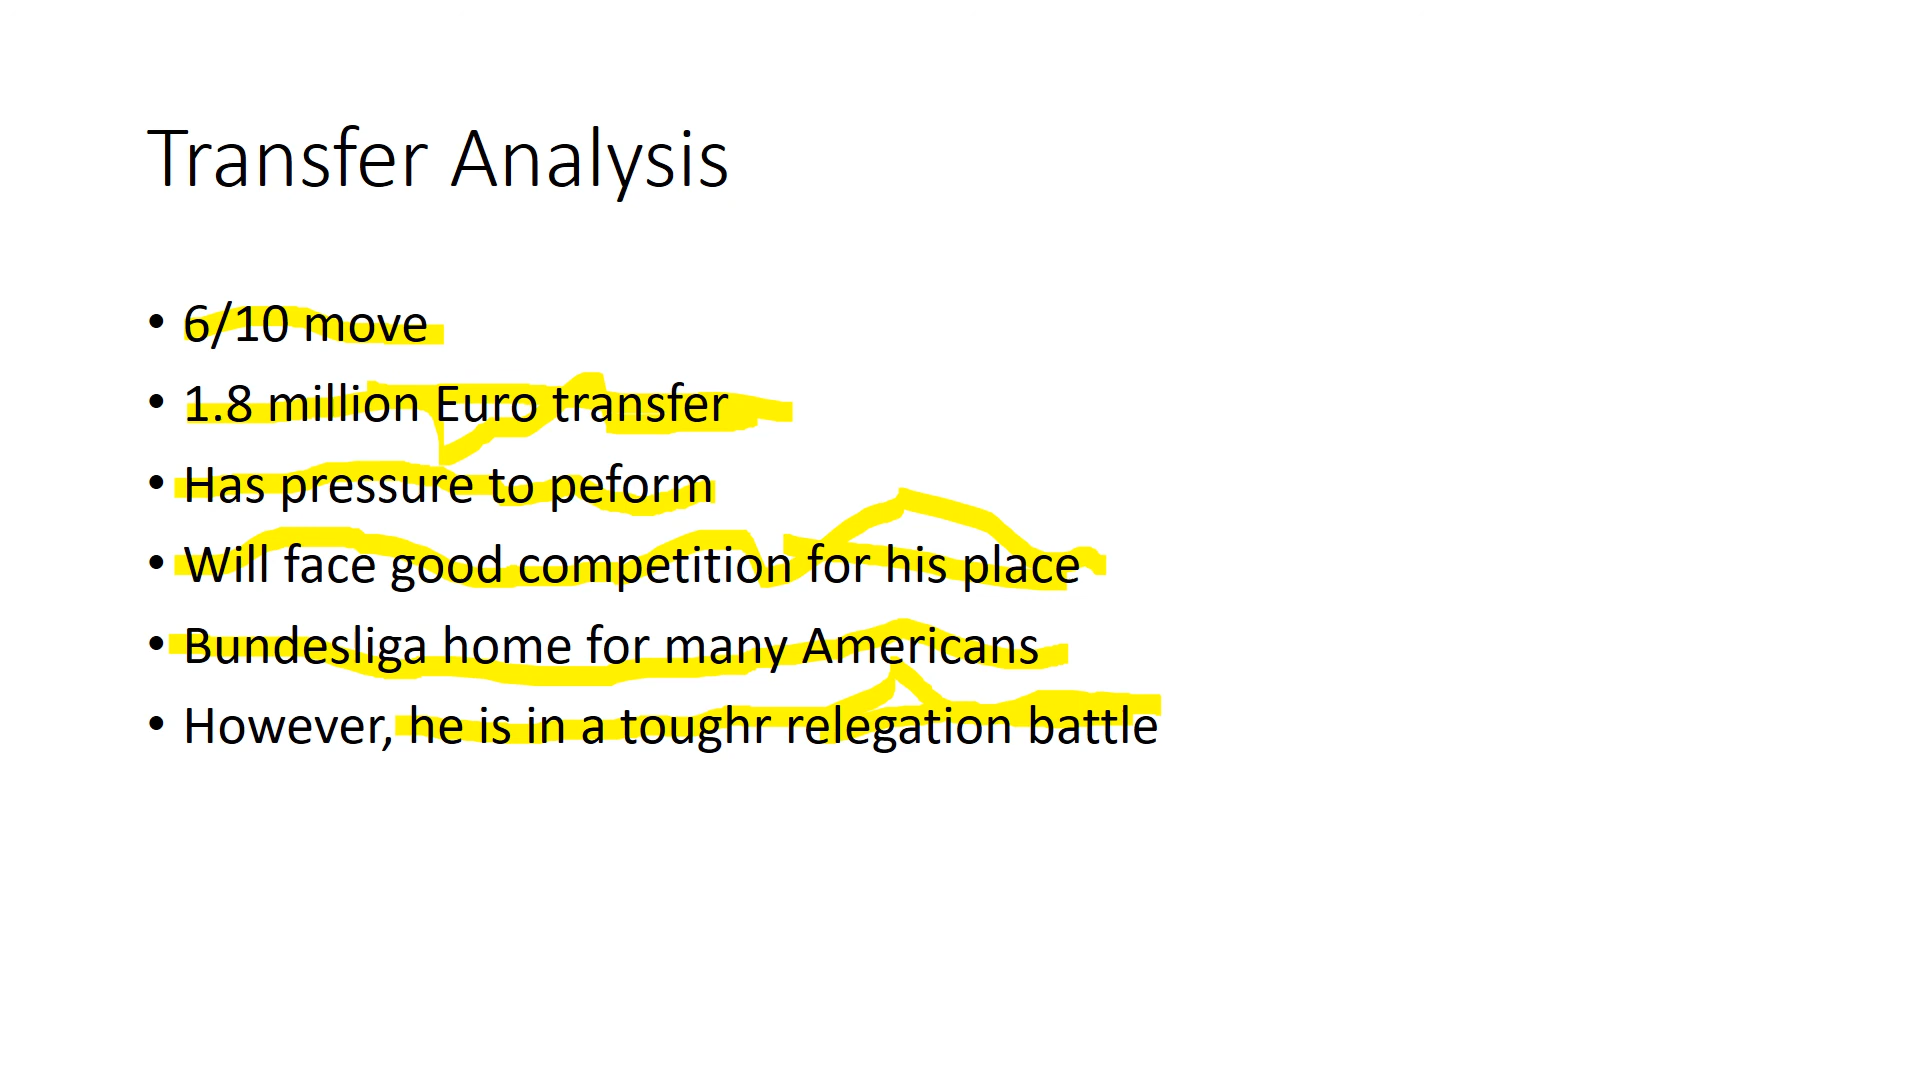 Transfer Analysis
• 6/10 move
• 1.8 million Euro transfer
• Has pressure to peform
• Will face good competition for his place
• Bundesliga home for many Americans
• However, he is in a toughr relegation battle